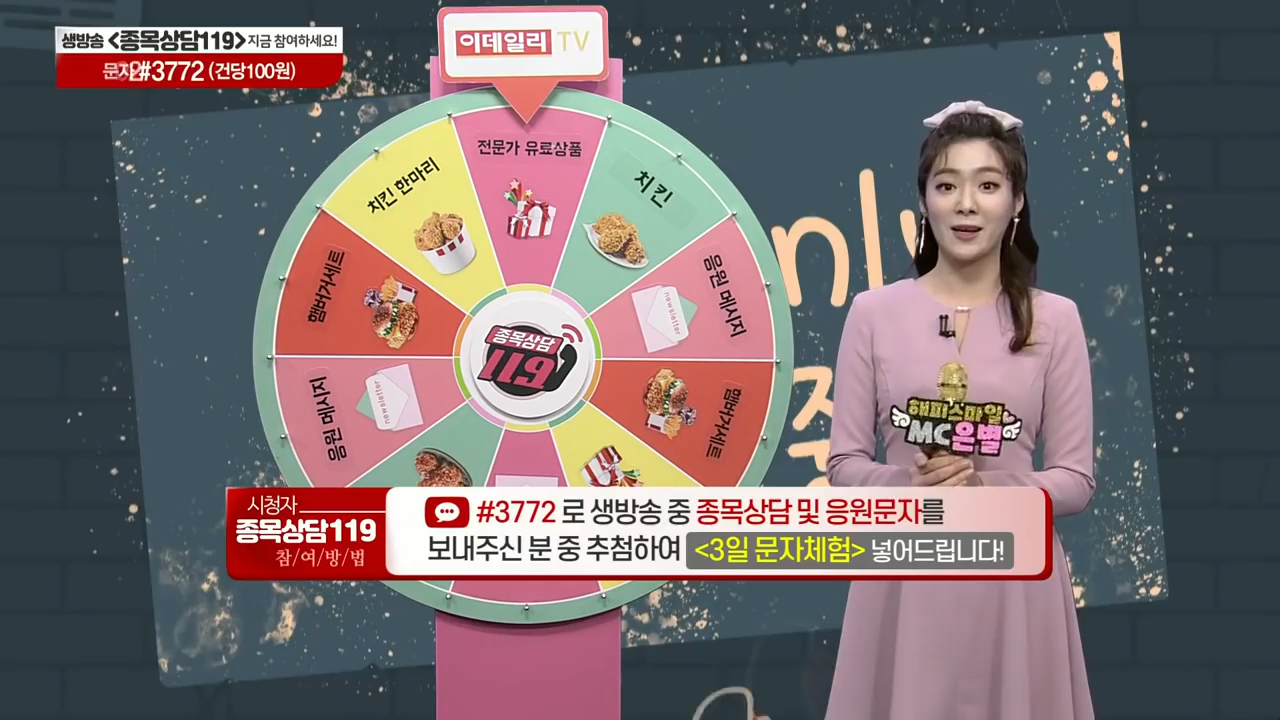 생방송 <종목상담119> 지금 참여하세요!
#3772 (건당100원)
이데일리 TV
전문가 유료상품
치킨 한마리
치킨
햄버거세트
응원 메시지
newsletter
종목상담
119
응원 메시지
newsletter
햄버거세트
해피스마일
MC은별
시청자
종목상담119
참/여/방/법
#3772 로 생방송 중 종목상담 및 응원문자를
보내주신 분 중 추첨하여 <3일 문자체험> 넣어드립니다!